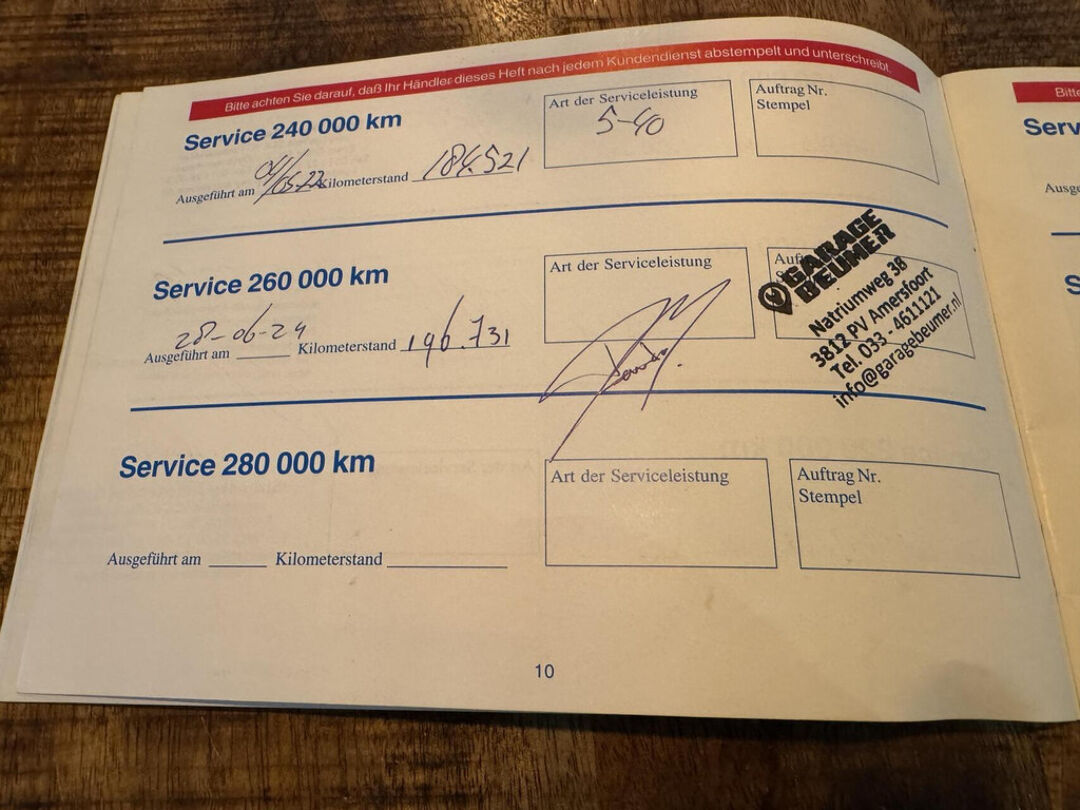 Bitte achten Sie darauf, daß Ihr Händler dieses Heft nach jedem Kundendienst abstempelt und unterschreibt.
Service 240 000 km
Art der Serviceleistung
5-40
Auftrag Nr.
Stempel
Ausgeführt am
Kilometerstand 184.521
Service 260 000 km
Art der Serviceleistung
GARAGE
BEUMER
Natriumweg 38
3812 PV Amersfoort
Tel. 033 - 4611121
info@garagebeumer.nl
Ausgeführt am 28-06-24 Kilometerstand 196.731
Service 280 000 km
Art der Serviceleistung
Auftrag Nr.
Stempel
Ausgeführt am
Kilometerstand
10
Bitte